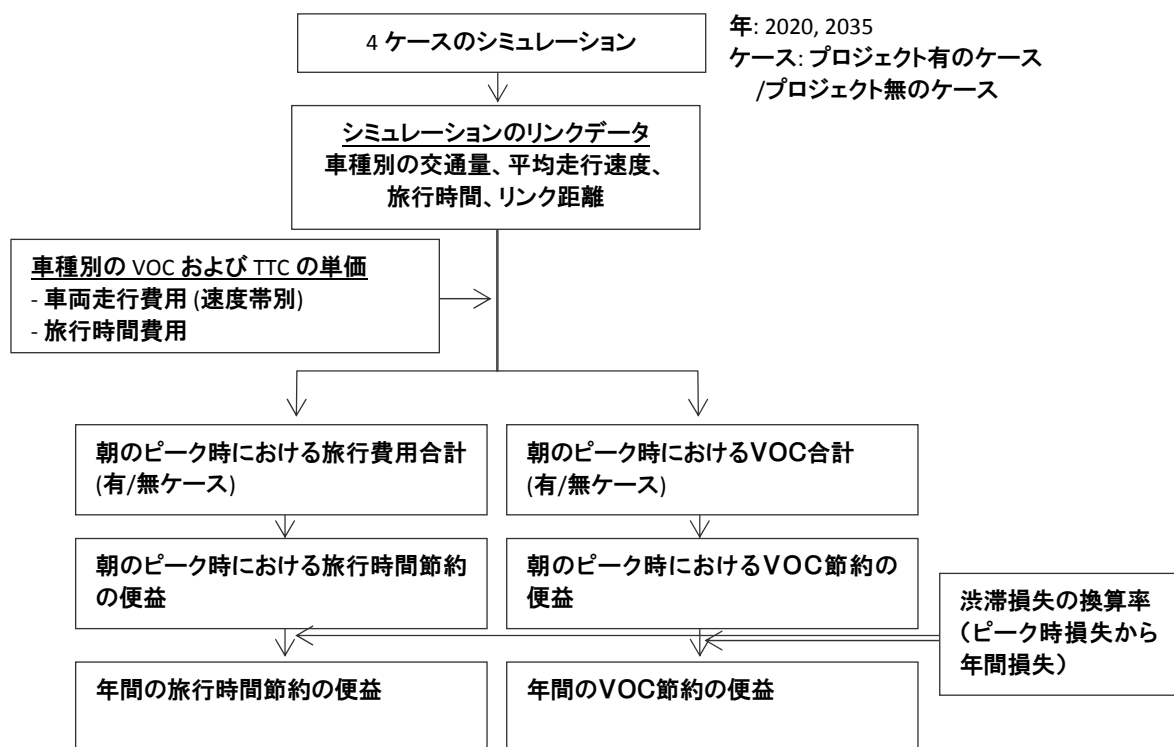 4 ケースのシミュレーション
年: 2020, 2035
ケース: プロジェクト有のケース
/プロジェクト無のケース
シミュレーションのリンクデータ
車種別の交通量、平均走行速度、
旅行時間、リンク距離
車種別の VOC および TTC の単価
- 車両走行費用 (速度帯別)
- 旅行時間費用
朝のピーク時における旅行費用合計
(有/無ケース)
朝のピーク時におけるVOC合計
(有/無ケース)
朝のピーク時における旅行時間節約
の便益
朝のピーク時におけるVOC節約の
便益
渋滞損失の換算率
(ピーク時損失から
年間損失)
年間の旅行時間節約の便益
年間のVOC節約の便益